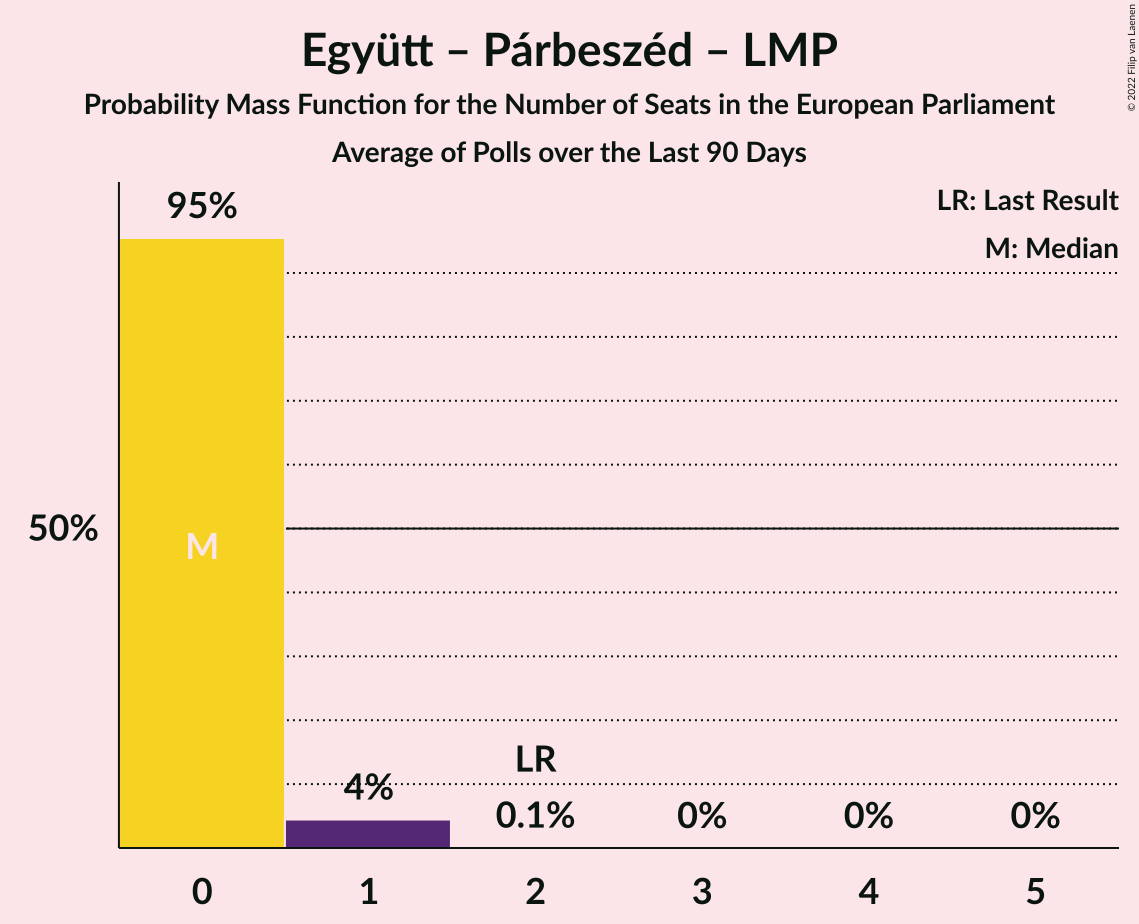 Együtt – Párbeszéd – LMP
Probability Mass Function for the Number of Seats in the European Parliament
Average of Polls over the Last 90 Days
© 2022 Filip van Laenen
LR: Last Result
M: Median
95%
50%
M
LR
4%
0.1%
0%
0%
0%
0
1
2
3
4
5